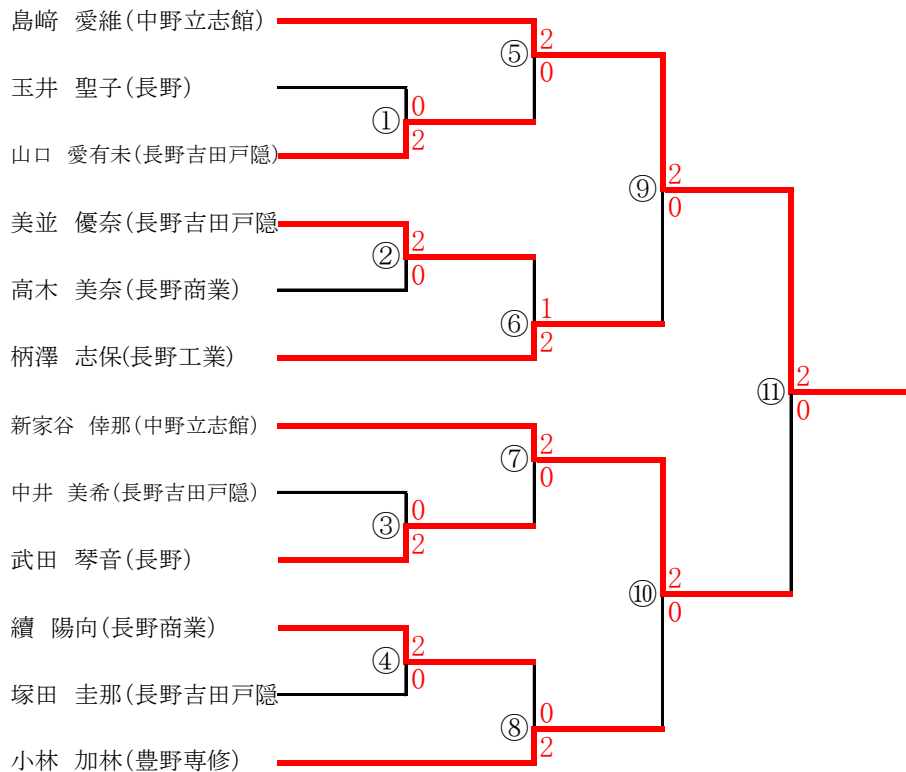 島﨑 愛維(中野立志館)
2
⑤
0
玉井 聖子(長野)
0
①
2
山口 愛有未(長野吉田戸隠)
2
⑨
0
美並 優奈(長野吉田戸隠
2
②
0
高木 美奈(長野商業)
1
⑥
2
柄澤 志保(長野工業)
2
⑪
0
新家谷 倖那(中野立志館)
2
⑦
0
中井 美希(長野吉田戸隠)
0
③
2
武田 琴音(長野)
2
⑩
0
續 陽向(長野商業)
2
④
0
塚田 圭那(長野吉田戸隠
0
⑧
2
小林 加林(豊野専修)